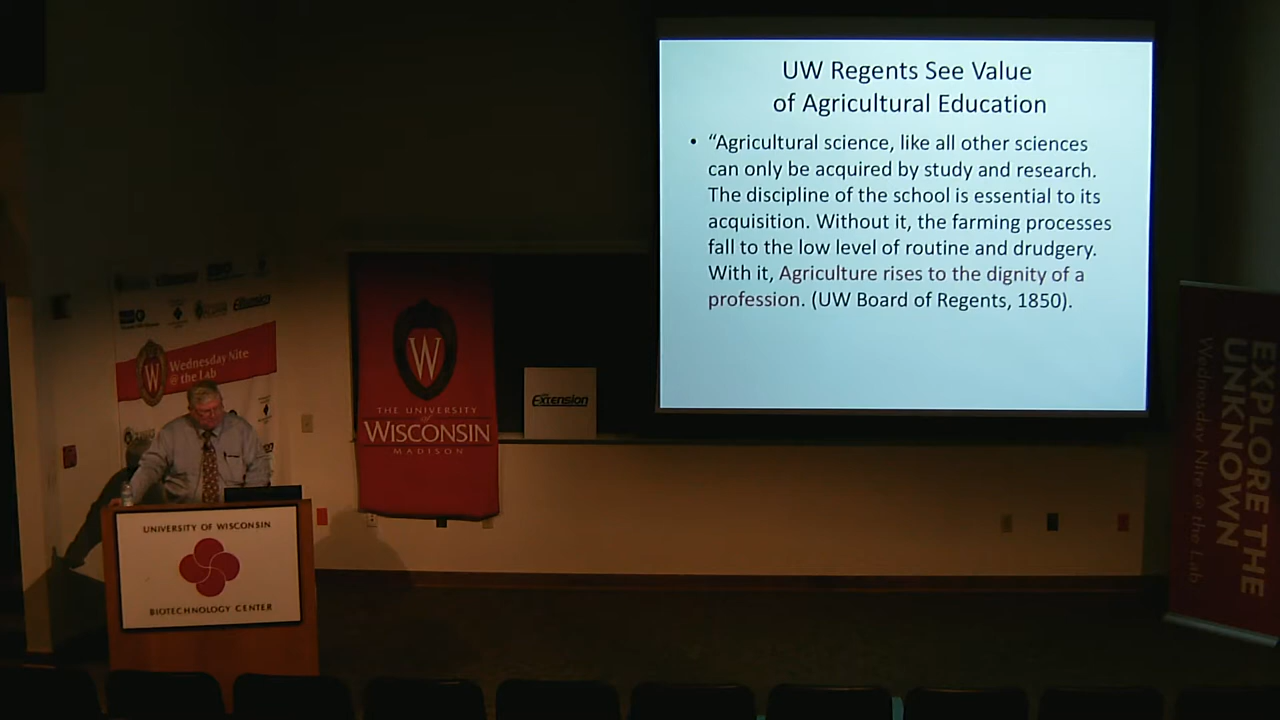 UW Regents See Value
of Agricultural Education
• “Agricultural science, like all other sciences
can only be acquired by study and research.
The discipline of the school is essential to its
acquisition. Without it, the farming processes
fall to the low level of routine and drudgery.
With it, Agriculture rises to the dignity of a
profession. (UW Board of Regents, 1850).
Extension
Wednesday Nite
@ the Lab
W
W
THE UNIVERSITY
of
WISCONSIN
MADISON
Extension
UNIVERSITY OF WISCONSIN
BIOTECHNOLOGY CENTER
EXPLORE THE
UNKNOWN
Wednesday Nite @ the Lab